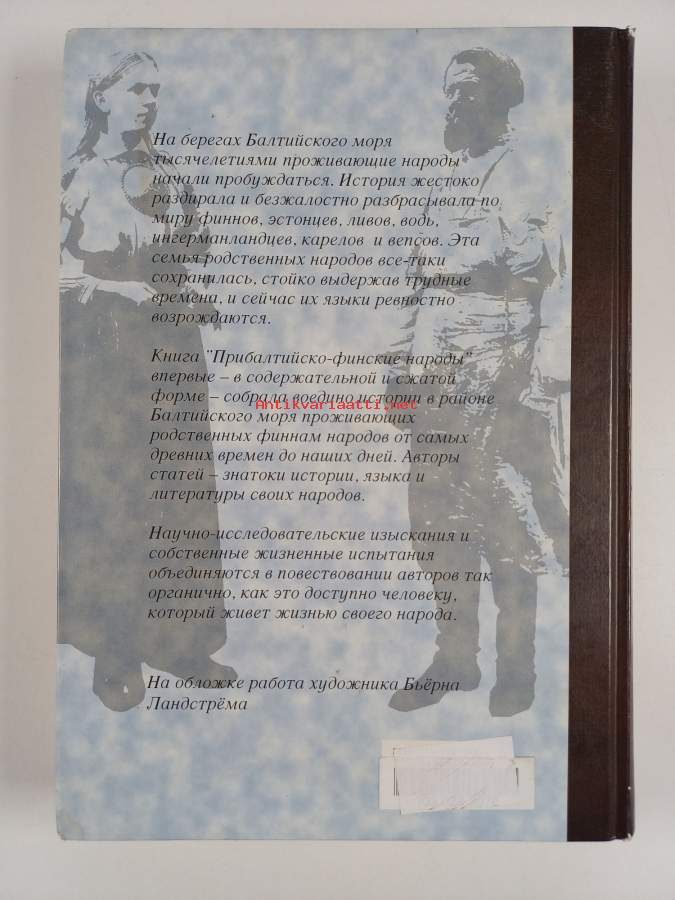 На берегах Балтийского моря
тысячелетиями проживающие народы
начали пробуждаться. История жестоко
раздирала и безжалостно разбрасывала по
миру финнов, эстонцев, ливов, водь,
ингерманландцев, карелов и вепсов. Эта
семья родственных народов все-таки
сохранилась, стойко выдержав трудные
времена, и сейчас их языки ревностно
возрождаются.
Книга "Прибалтийско-финские народы"
впервые – в содержательной и сжатой
форме – собрала воедино истории в районе
Antikvariaatti.net
Балтийского моря проживающих
родственных финнам народов от самых
древних времен до наших дней. Авторы
статей – знатоки истории, языка и
литературы своих народов.
Научно-исследовательские изыскания и
собственные жизненные испытания
объединяются в повествовании авторов так
органично, как это доступно человеку,
который живет жизнью своего народа.
На обложке работа художника Бьёрна
Ландстрёма